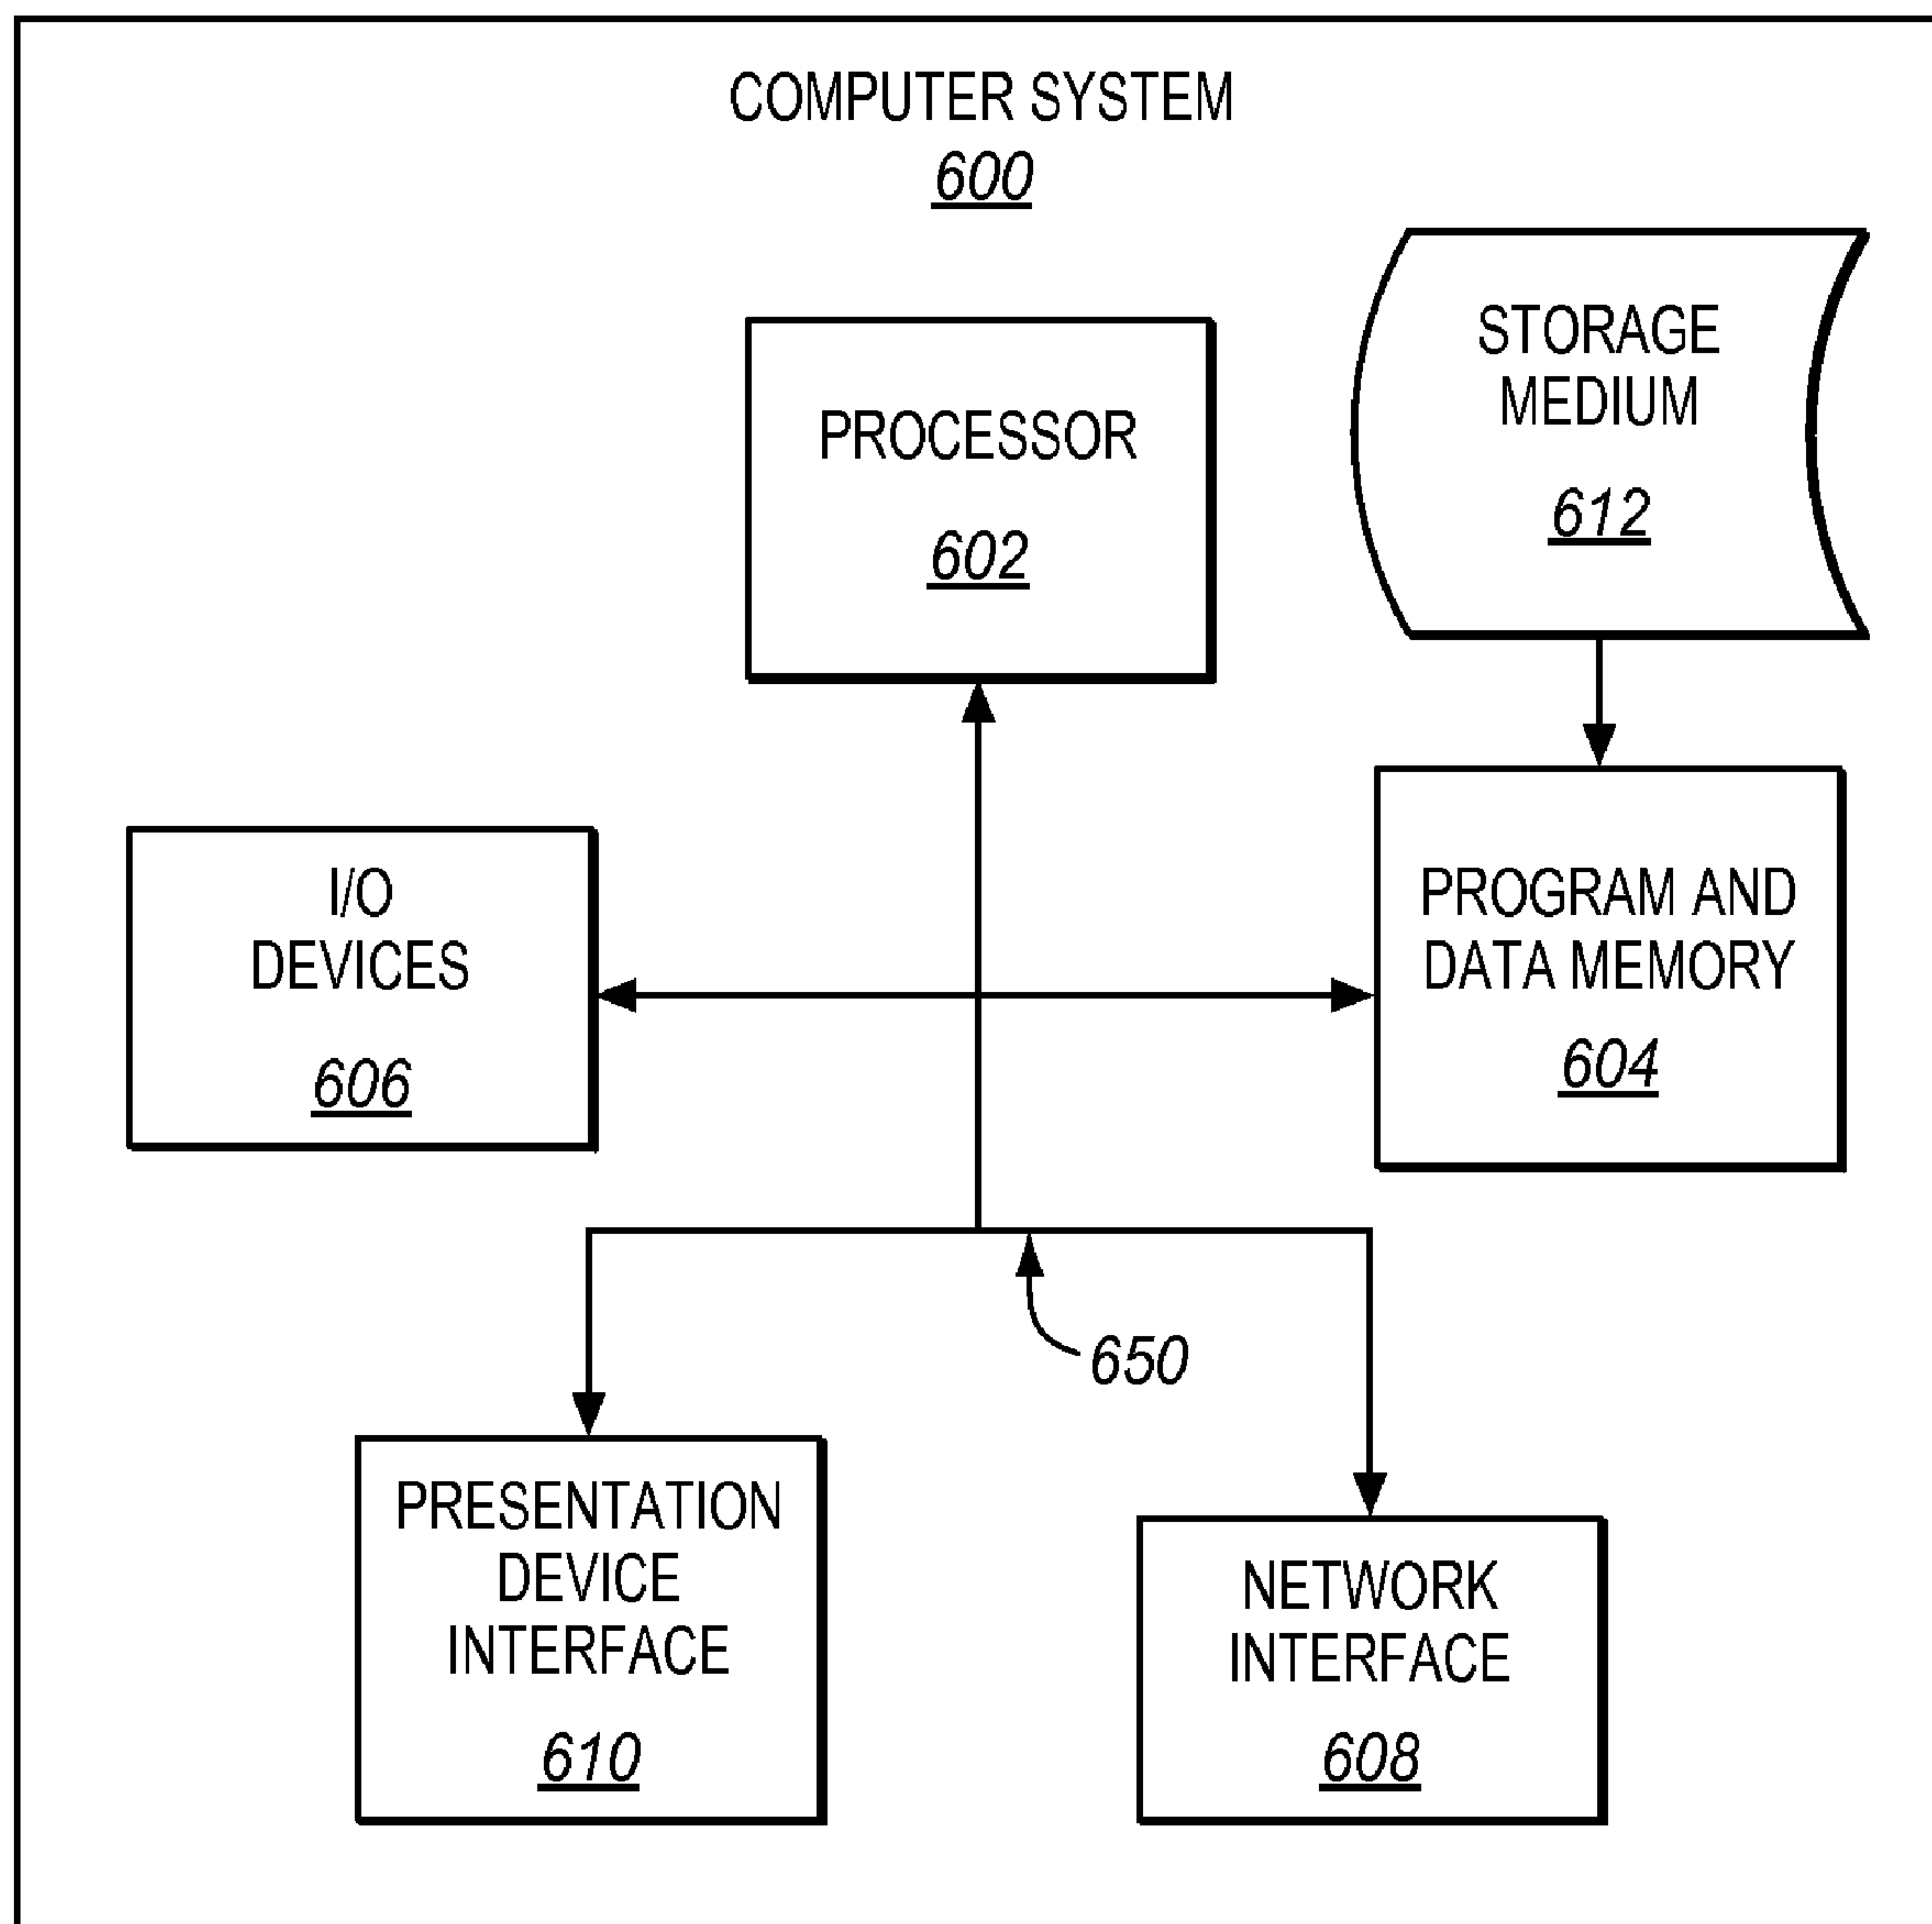 COMPUTER SYSTEM
600
PROCESSOR
602
STORAGE
MEDIUM
612
I/O
DEVICES
606
PROGRAM AND
DATA MEMORY
604
650
PRESENTATION
DEVICE
INTERFACE
610
NETWORK
INTERFACE
608